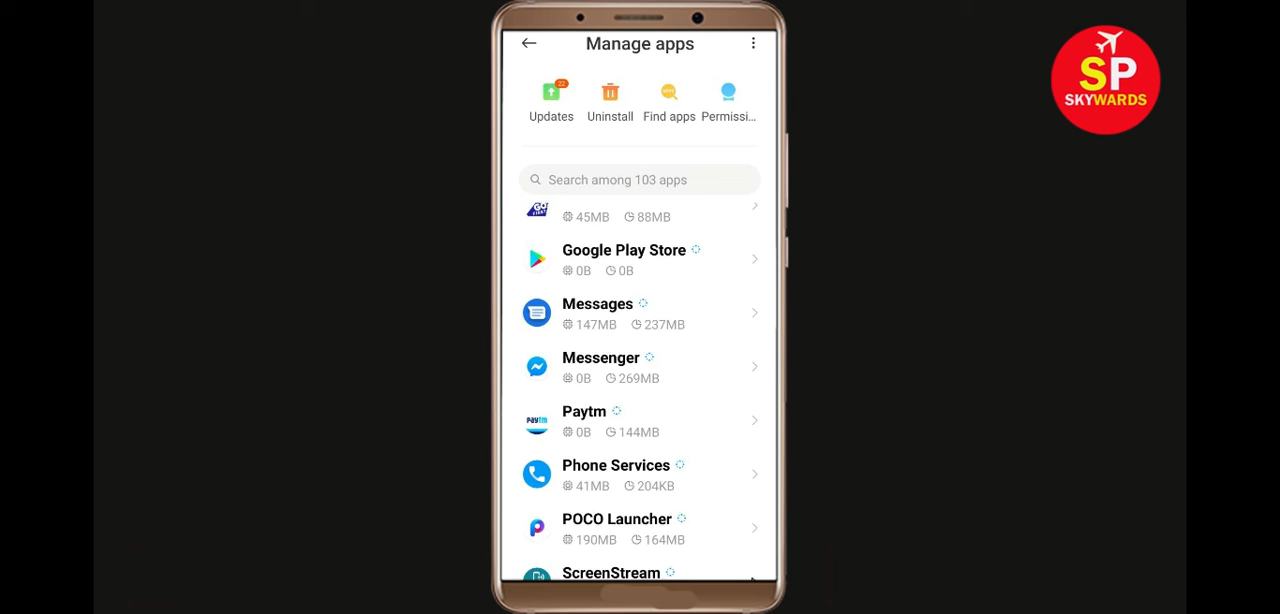 Manage apps
SP
SKYWARDS
22
Updates
Uninstall
Find apps
Permissi...
Search among 103 apps
GO
FIRST
45MB 88MB
Google Play Store
0B 0B
Messages
147MB 237MB
Messenger
0B 269MB
Paytm
paytm
0B 144MB
Phone Services
41MB 204KB
POCO Launcher
190MB 164MB
ScreenStream